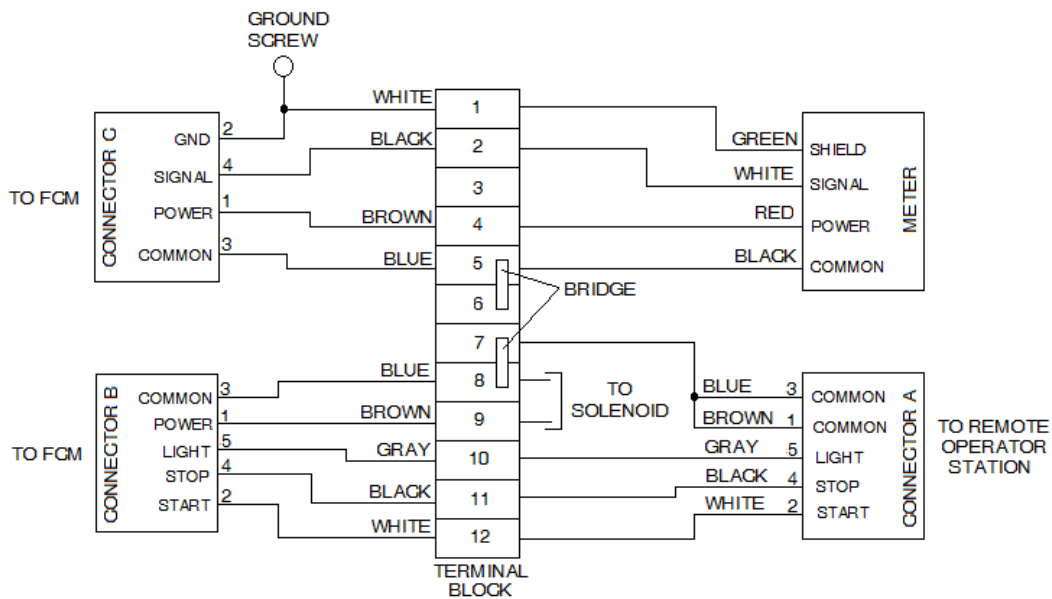 GROUND
SCREW
WHITE
BLACK
BROWN
BLUE
CONNECTOR C
GND 2
SIGNAL 4
POWER 1
COMMON 3
TO FCM
1
2
3
4
5
6
7
8
9
10
11
12
TERMINAL
BLOCK
BRIDGE
GREEN
WHITE
RED
BLACK
SHIELD
SIGNAL
POWER
COMMON
METER
TO FCM
CONNECTOR B
COMMON 3
POWER 1
LIGHT 5
STOP 4
START 2
BLUE
BROWN
GRAY
BLACK
WHITE
TO
SOLENOID
BLUE 3 COMMON
BROWN 1 COMMON
GRAY 5 LIGHT
BLACK 4 STOP
WHITE 2 START
CONNECTOR A
TO REMOTE
OPERATOR
STATION